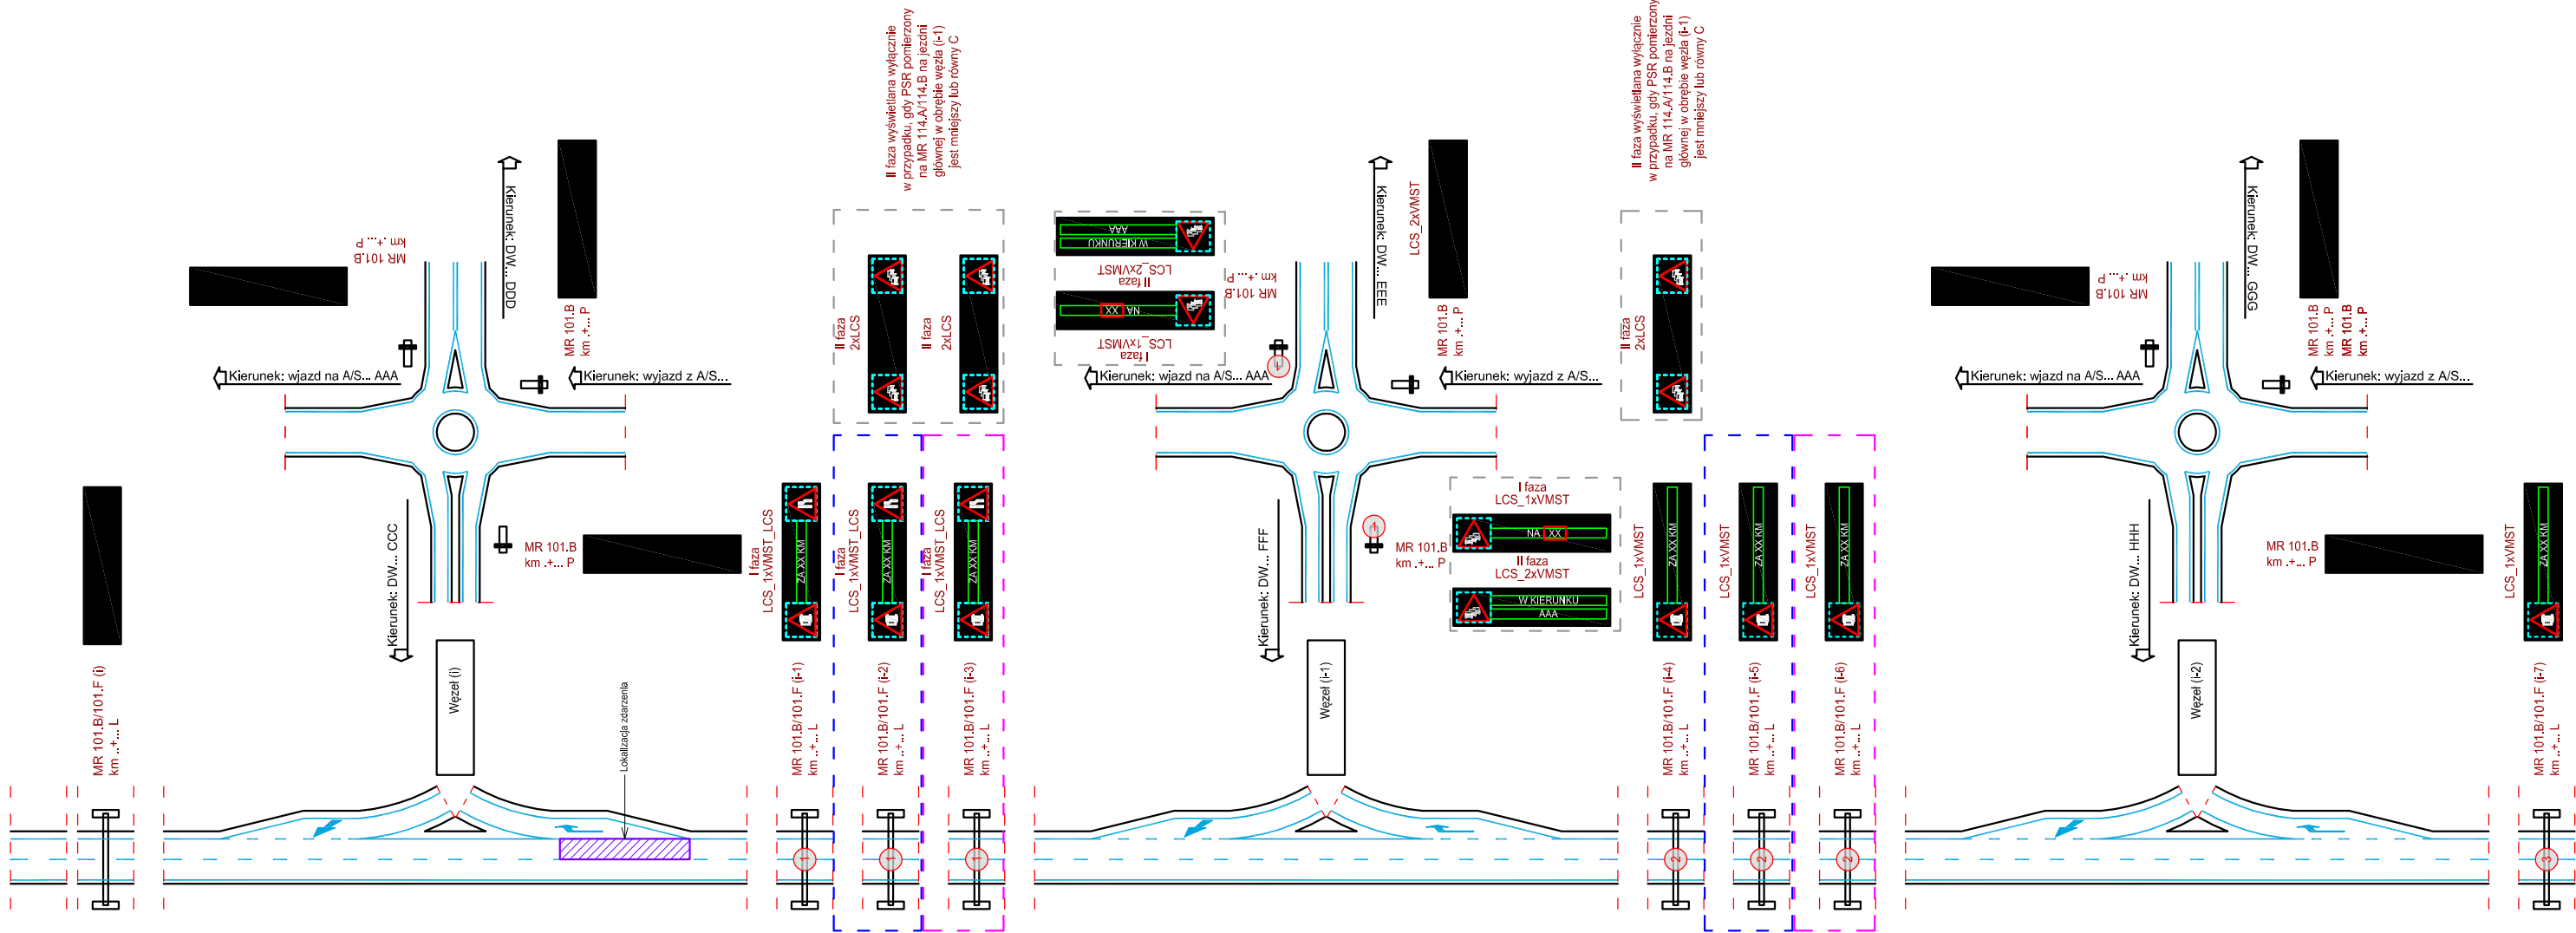 MR 101.B/101.F (i)
km ..+... L
MR 101.B
km .+... P
Kierunek: DW... DDD
MR 101.B
km .+... P
Kierunek: wjazd na A/S... AAA
Kierunek: wyjazd z A/S...
Kierunek: DW... CCC
MR 101.B
km .+... P
Węzeł (i)
Lokalizacja zdarzenia
I faza
LCS_1xVMST_LCS
ZA XX KM
MR 101.B/101.F (i-1)
km ..+... L
1
II faza wyświetlana wyłącznie
w przypadku, gdy PSR pomierzony
na MR 114.A/114.B na jezdni
głównej w obrębie węzła (i-1)
jest mniejszy lub równy C
II faza
2xLCS
II faza
2xLCS
I faza
LCS_1xVMST_LCS
ZA XX KM
MR 101.B/101.F (i-2)
km ..+... L
1
I faza
LCS_1xVMST_LCS
ZA XX KM
MR 101.B/101.F (i-3)
km ..+... L
1
W KIERUNKU
AAA
II faza
LCS_2xVMST
NA XX
I faza
LCS_1xVMST
MR 101.B
km .+... P
Kierunek: DW... EEE
LCS_2xVMST
MR 101.B
km .+... P
Kierunek: wjazd na A/S... AAA
Kierunek: wyjazd z A/S...
Kierunek: DW... FFF
MR 101.B
km .+... P
I faza
LCS_1xVMST
NA XX
II faza
LCS_2xVMST
W KIERUNKU
AAA
Węzeł (i-1)
II faza wyświetlana wyłącznie
w przypadku, gdy PSR pomierzony
na MR 114.A/114.B na jezdni
głównej w obrębie węzła (i-1)
jest mniejszy lub równy C
II faza
2xLCS
LCS_1xVMST
ZA XX KM
MR 101.B/101.F (i-4)
km ..+... L
2
LCS_1xVMST
ZA XX KM
MR 101.B/101.F (i-5)
km ..+... L
2
LCS_1xVMST
ZA XX KM
MR 101.B/101.F (i-6)
km ..+... L
2
MR 101.B
km .+... P
Kierunek: DW... GGG
MR 101.B
km .+... P
MR 101.B
km .+... P
Kierunek: wjazd na A/S... AAA
Kierunek: wyjazd z A/S...
Kierunek: DW... HHH
MR 101.B
km .+... P
Węzeł (i-2)
LCS_1xVMST
ZA XX KM
MR 101.B/101.F (i-7)
km ..+... L
3